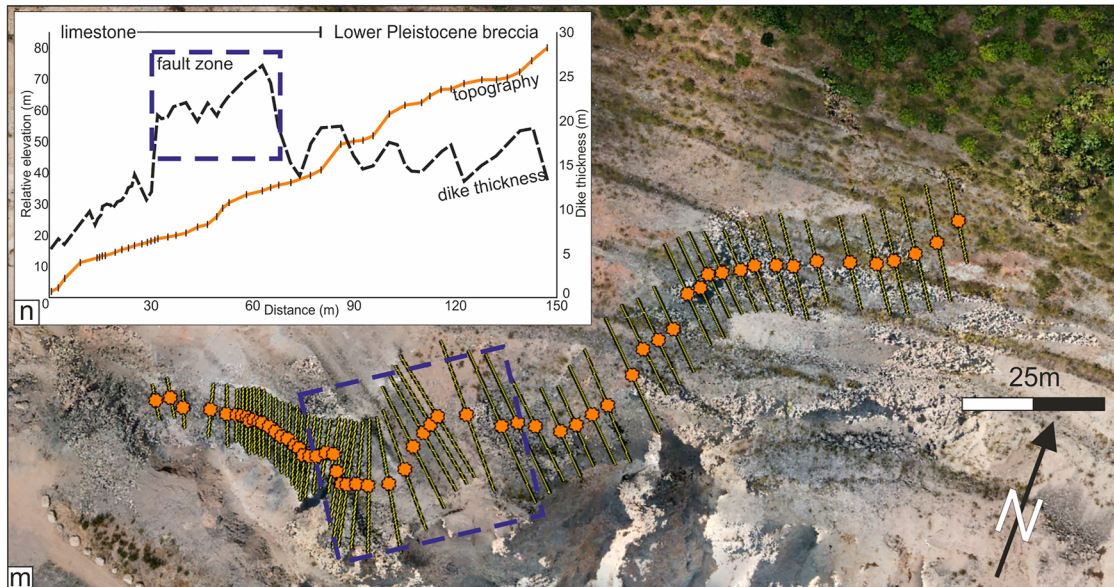 limestone Lower Pleistocene breccia
fault zone
topography
dike thickness
Relative elevation (m)
80
70
60
50
40
30
20
10
0 30 60 90 120 150
Distance (m)
30
25
20
15
10
5
0
Dike thickness (m)
n
25m
N
m